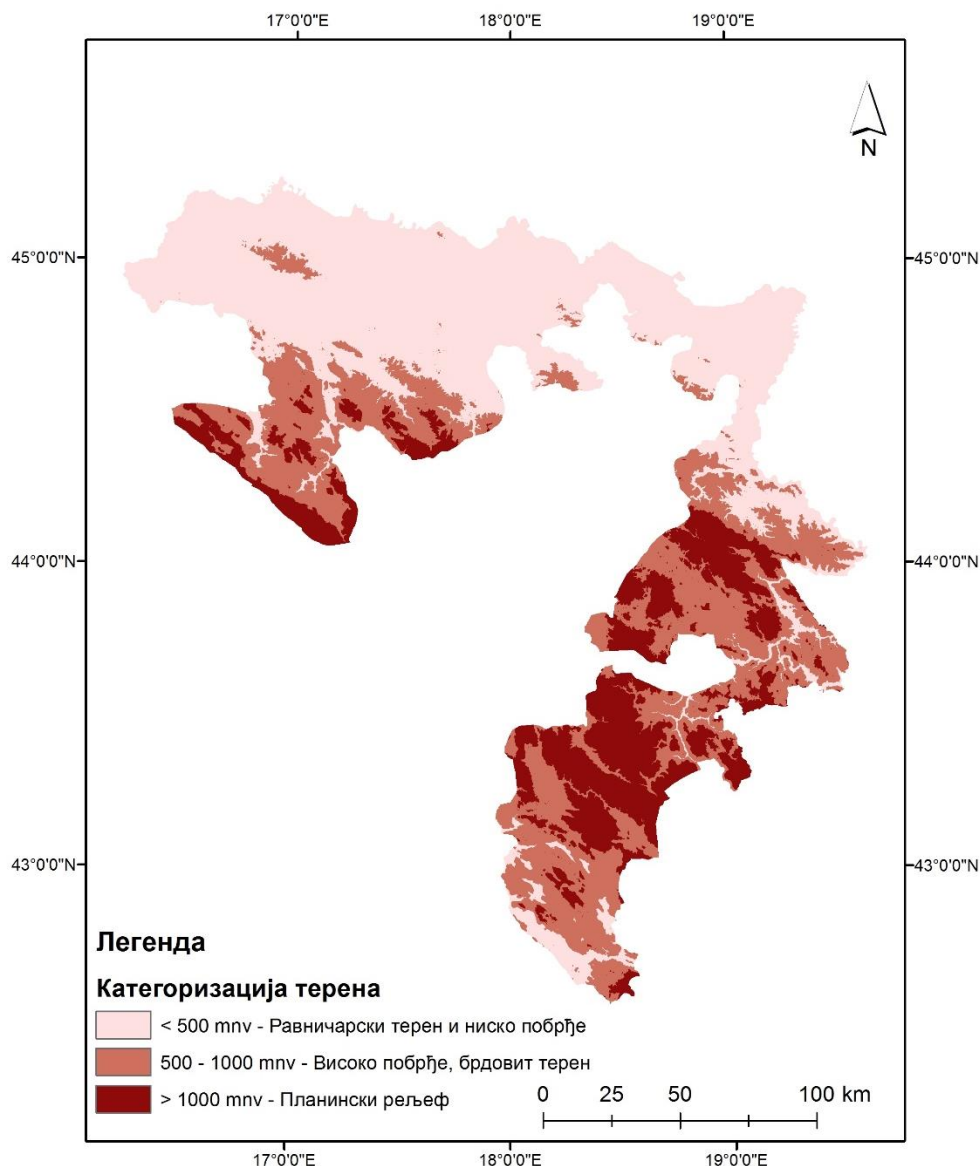 17°0'0"E
18°0'0"E
19°0'0"E
N
45°0'0"N
45°0'0"N
44°0'0"N
44°0'0"N
43°0'0"N
43°0'0"N
Легенда
Категоризација терена
< 500 mnv - Равничарски терен и ниско побрђе
500 - 1000 mnv - Високо побрђе, брдовит терен
> 1000 mnv - Планински рељеф
0 25 50 100 km
17°0'0"E
18°0'0"E
19°0'0"E